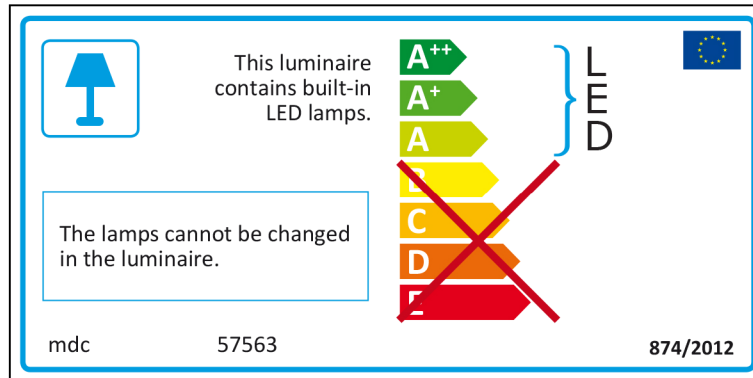 This luminaire
contains built-in
LED lamps.
A++
A+
A
B
C
D
E
L
E
D
The lamps cannot be changed
in the luminaire.
mdc 57563
874/2012